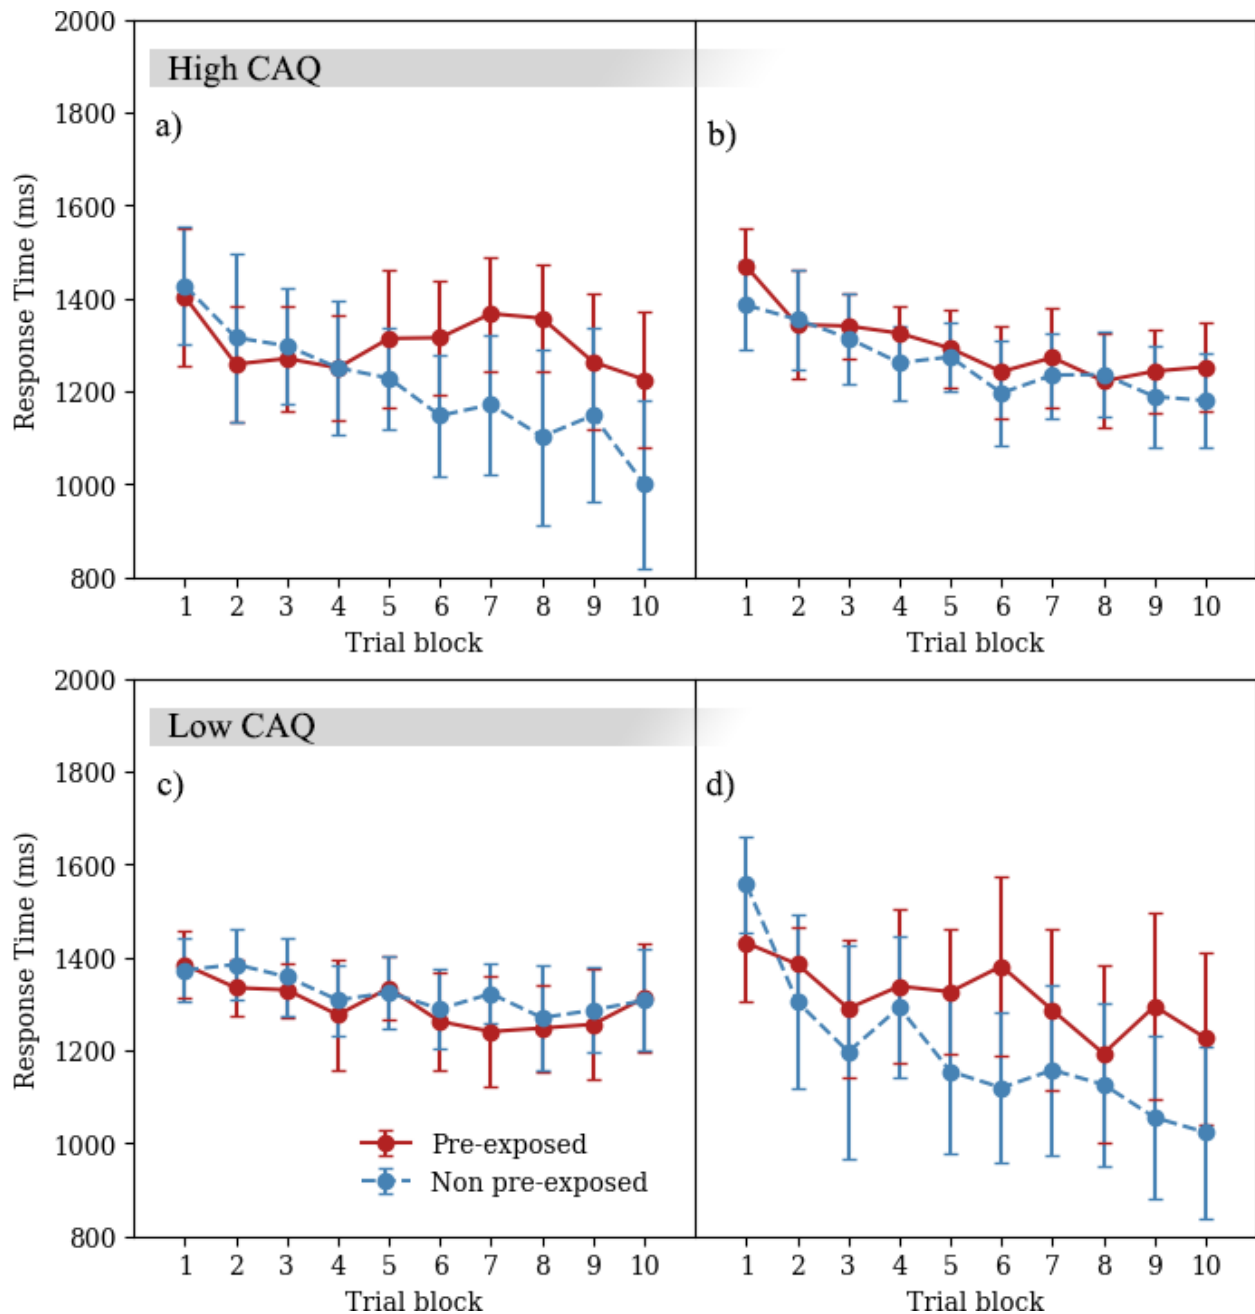 2000
1800
1600
1400
1200
1000
800
Response Time (ms)
High CAQ
a)
b)
1 2 3 4 5 6 7 8 9 10
1 2 3 4 5 6 7 8 9 10
Trial block
Trial block
2000
1800
1600
1400
1200
1000
800
Response Time (ms)
Low CAQ
c)
d)
Pre-exposed
Non pre-exposed
1 2 3 4 5 6 7 8 9 10
1 2 3 4 5 6 7 8 9 10
Trial block
Trial block